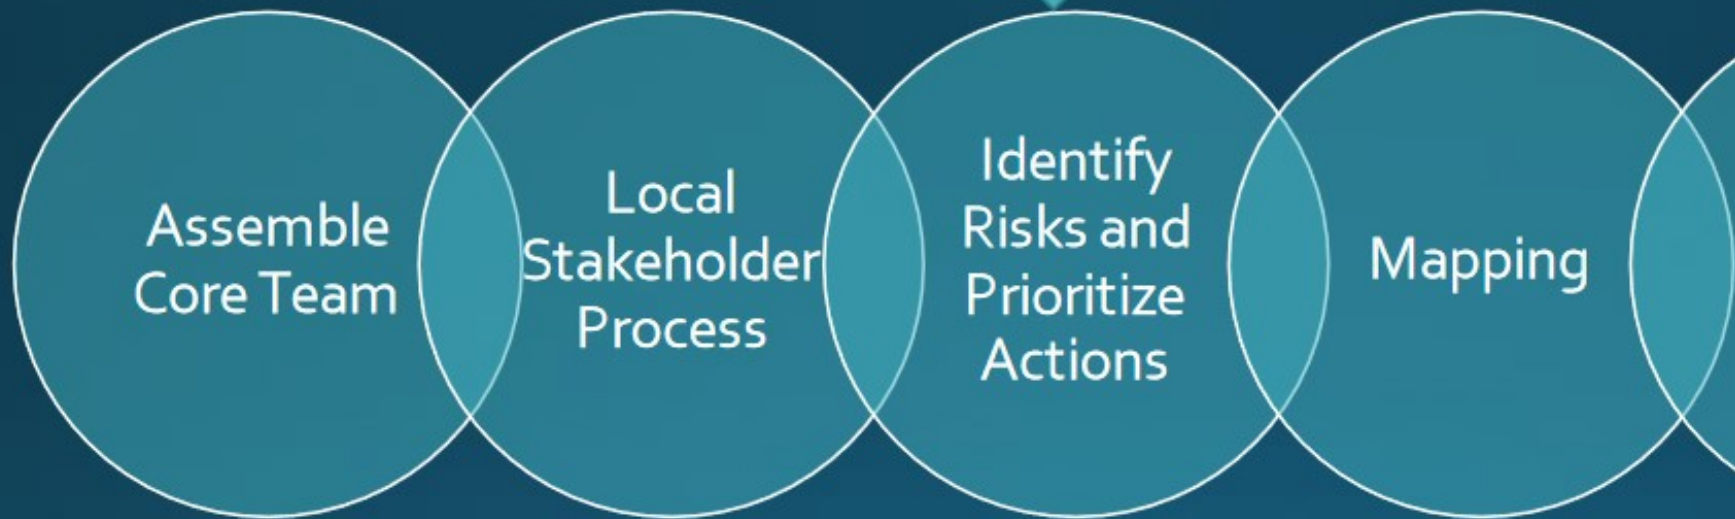 Assemble
Core Team
Local
Stakeholder
Process
Identify
Risks and
Prioritize
Actions
Mapping